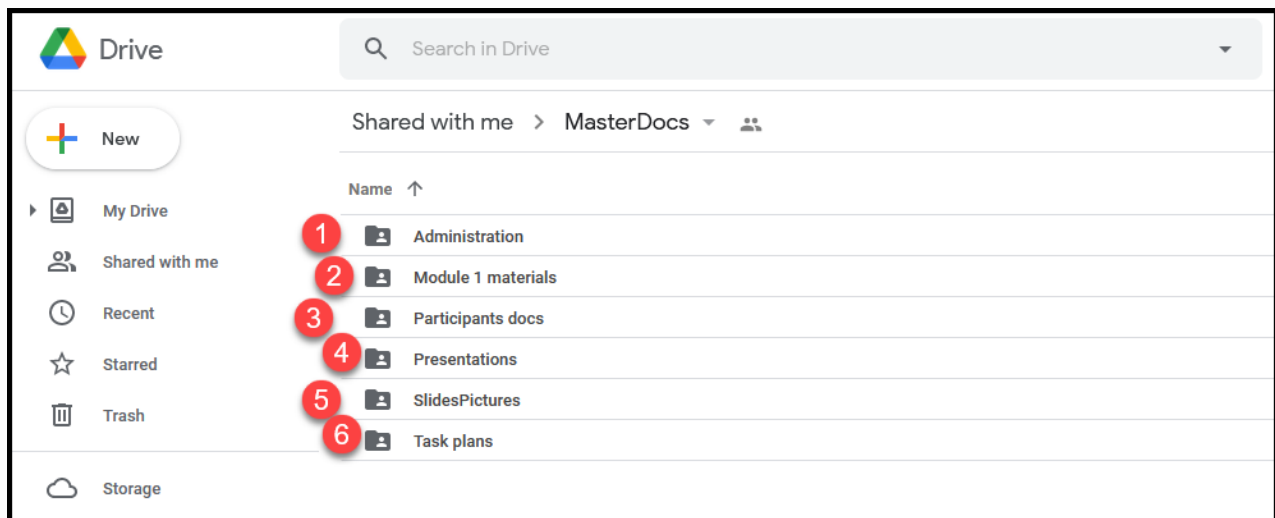 Drive
Search in Drive
New
Shared with me > MasterDocs
Name ↑
My Drive
Shared with me
Recent
Starred
Trash
Storage
1 Administration
2 Module 1 materials
3 Participants docs
4 Presentations
5 SlidesPictures
6 Task plans